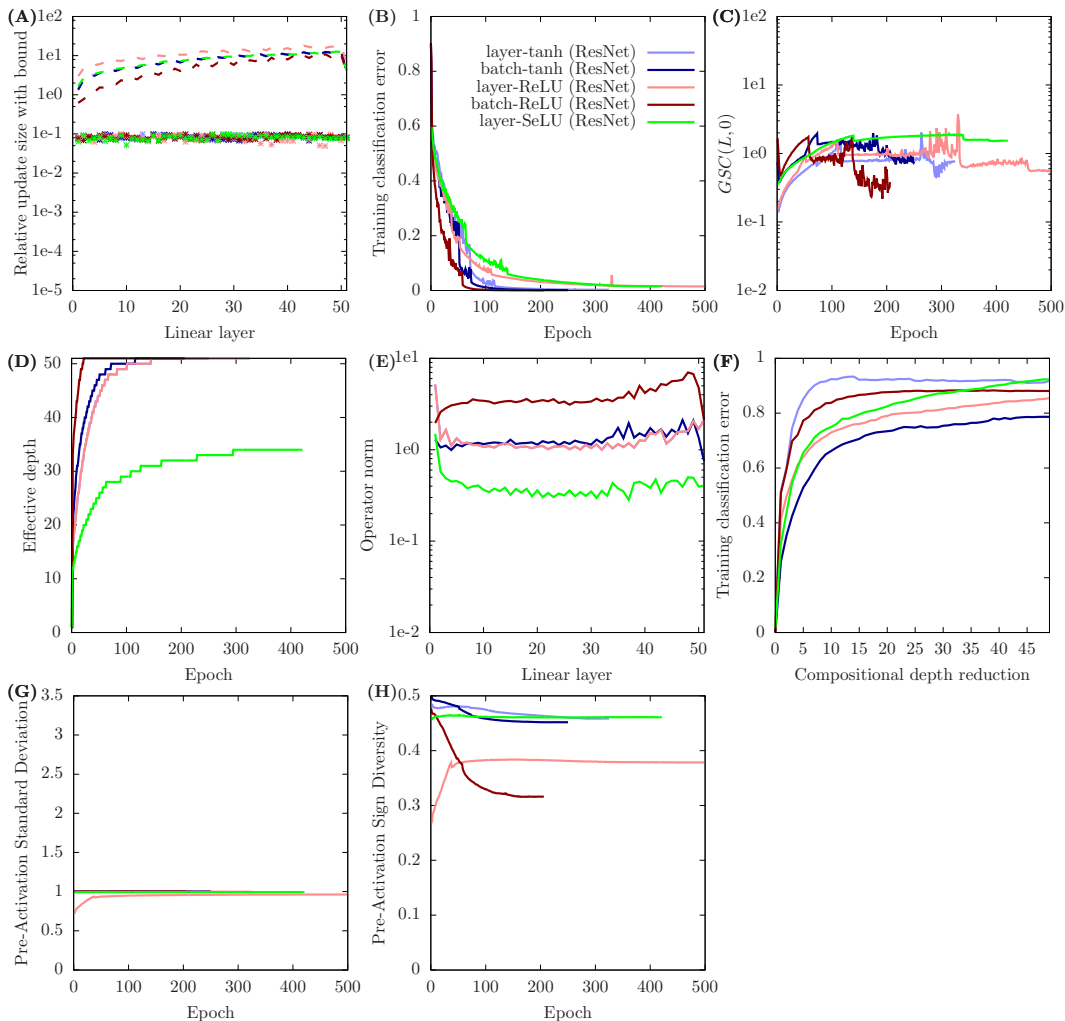 (A)
Relative update size with bound
1e2
1e1
1e0
1e-1
1e-2
1e-3
1e-4
1e-5
0
10
20
30
40
50
Linear layer
(B)
Training classification error
1
0.8
0.6
0.4
0.2
0
0
100
200
300
400
500
Epoch
layer-tanh (ResNet)
batch-tanh (ResNet)
layer-ReLU (ResNet)
batch-ReLU (ResNet)
layer-SeLU (ResNet)
(C)
GSC(L, 0)
1e2
1e1
1e0
1e-1
1e-2
0
100
200
300
400
500
Epoch
(D)
Effective depth
50
40
30
20
10
0
0
100
200
300
400
500
Epoch
(E)
Operator norm
1e1
1e0
1e-1
1e-2
0
10
20
30
40
50
Linear layer
(F)
Training classification error
1
0.8
0.6
0.4
0.2
0
0
5
10
15
20
25
30
35
40
45
Compositional depth reduction
(G)
Pre-Activation Standard Deviation
3.5
3
2.5
2
1.5
1
0.5
0
0
100
200
300
400
500
Epoch
(H)
Pre-Activation Sign Diversity
0.5
0.4
0.3
0.2
0.1
0
0
100
200
300
400
500
Epoch